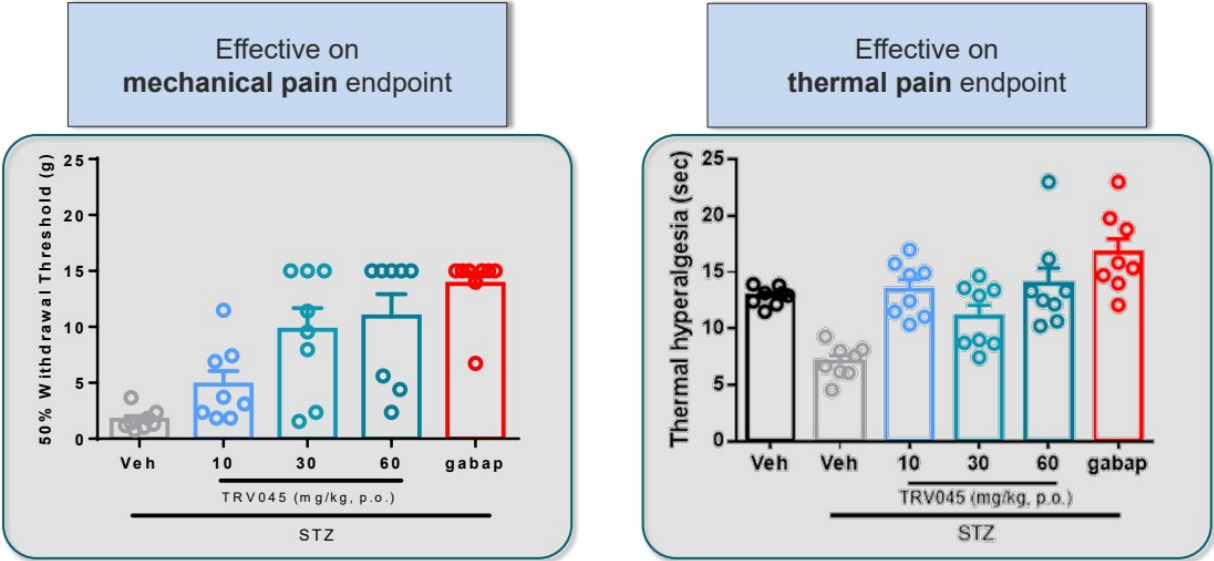 Effective on
mechanical pain endpoint
50% Withdrawal Threshold (g)
25
20
15
10
5
0
Veh 10 30 60 gabap
TRV045 (mg/kg, p.o.)
STZ
Effective on
thermal pain endpoint
Thermal hyperalgesia (sec)
25
20
15
10
5
0
Veh Veh 10 30 60 gabap
TRV045 (mg/kg, p.o.)
STZ